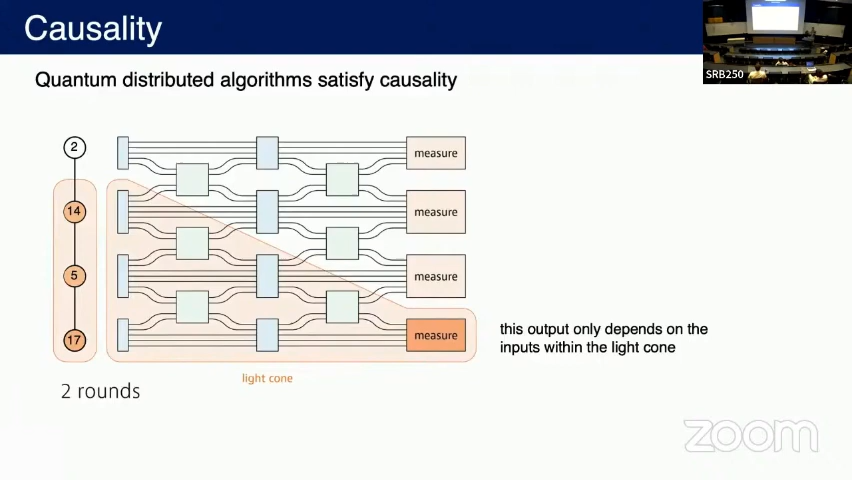 Causality
SRB250
Quantum distributed algorithms satisfy causality
2
measure
14
measure
5
measure
17
measure
this output only depends on the
inputs within the light cone
light cone
2 rounds
zoom